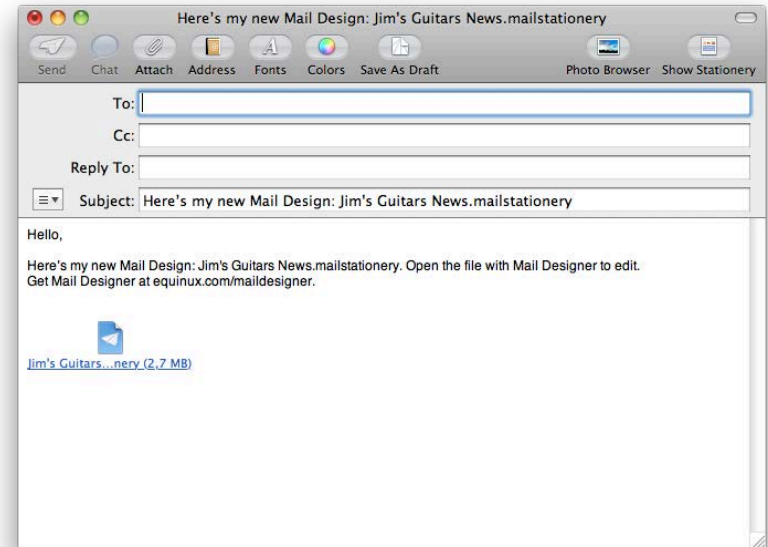 Here's my new Mail Design: Jim's Guitars News.mailstationery
Send Chat Attach Address Fonts Colors Save As Draft Photo Browser Show Stationery
To:
Cc:
Reply To:
Subject: Here's my new Mail Design: Jim's Guitars News.mailstationery
Hello,
Here's my new Mail Design: Jim's Guitars News.mailstationery. Open the file with Mail Designer to edit.
Get Mail Designer at equinux.com/maildesigner.
Jim's Guitars...nery (2,7 MB)